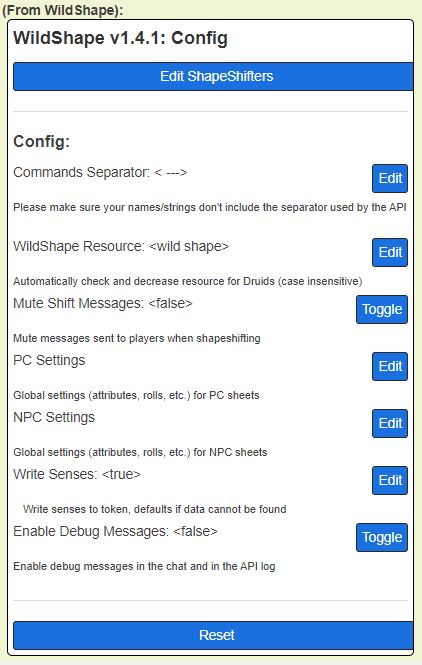 (From WildShape):
WildShape v1.4.1: Config
Edit ShapeShifters
Config:
Commands Separator: < --->
Edit
Please make sure your names/strings don't include the separator used by the API
WildShape Resource: <wild shape>
Edit
Automatically check and decrease resource for Druids (case insensitive)
Mute Shift Messages: <false>
Toggle
Mute messages sent to players when shapeshifting
PC Settings
Edit
Global settings (attributes, rolls, etc.) for PC sheets
NPC Settings
Edit
Global settings (attributes, rolls, etc.) for NPC sheets
Write Senses: <true>
Edit
Write senses to token, defaults if data cannot be found
Enable Debug Messages: <false>
Toggle
Enable debug messages in the chat and in the API log
Reset